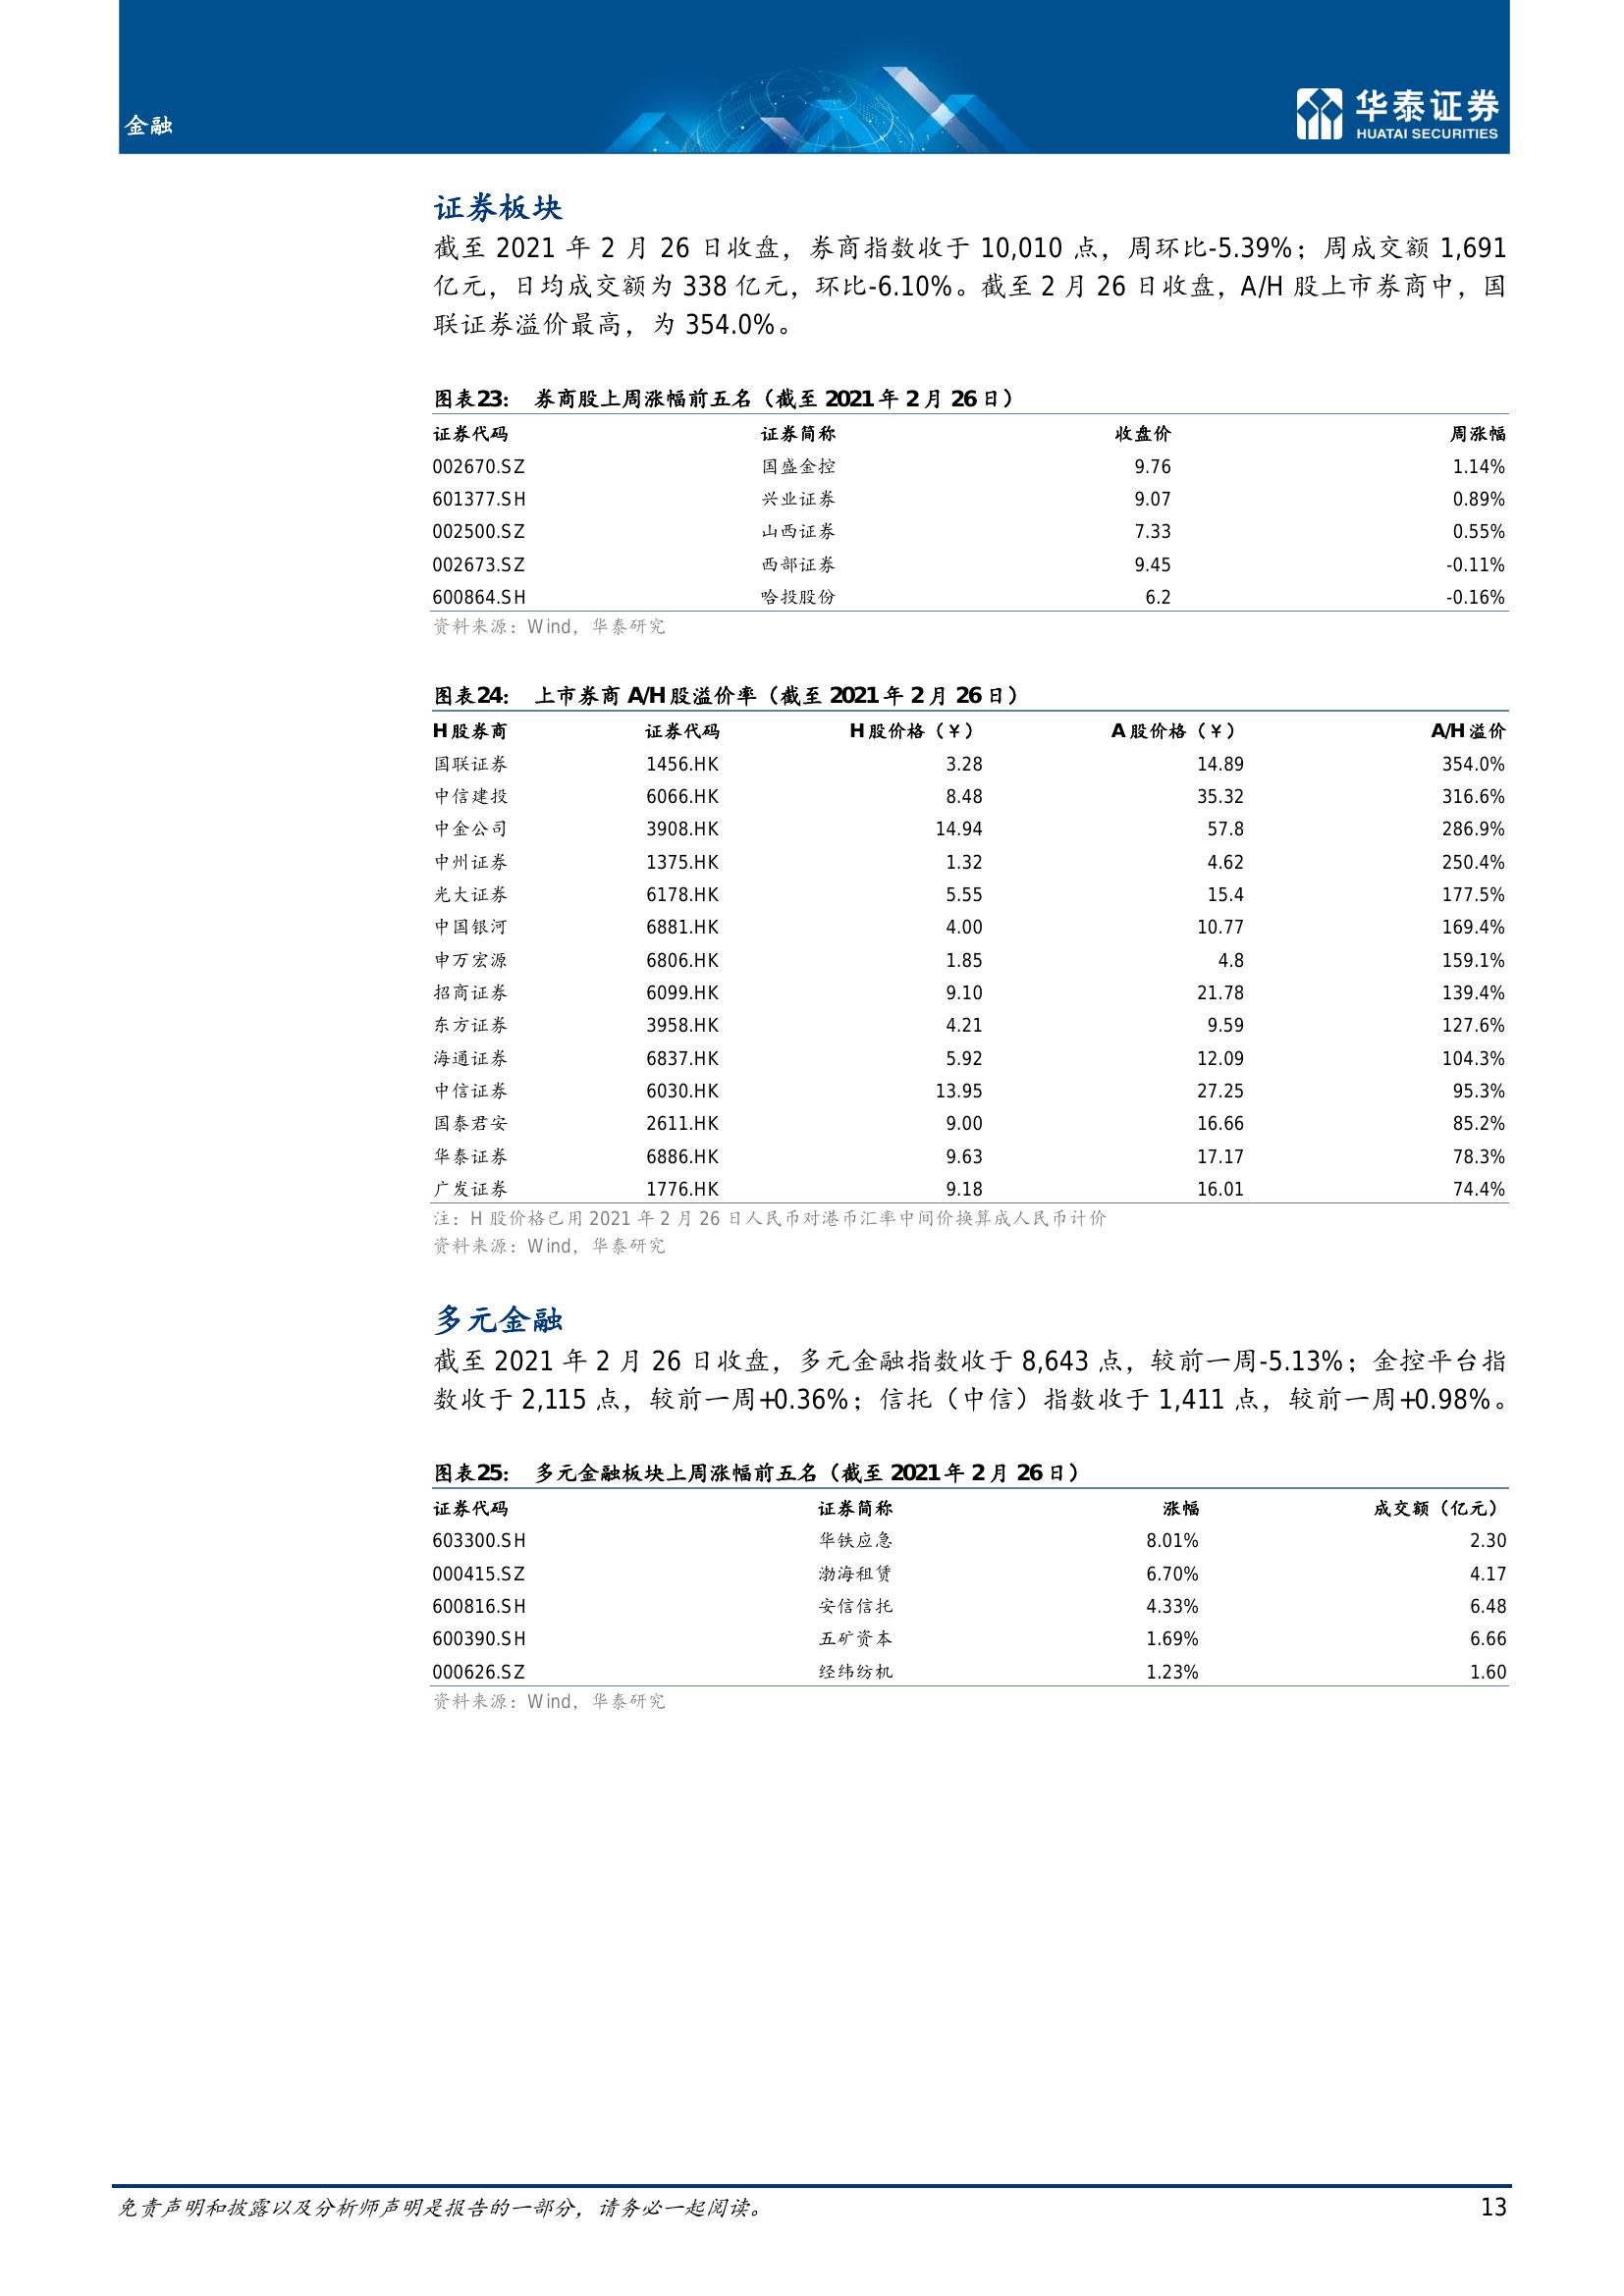 金融
华泰证券
HUATAI SECURITIES
证券板块
截至 2021 年 2 月 26 日收盘，券商指数收于 10,010 点，周环比-5.39%；周成交额 1,691
亿元，日均成交额为 338 亿元，环比-6.10%。截至 2 月 26 日收盘，A/H 股上市券商中，国
联证券溢价最高，为 354.0%。
图表23： 券商股上周涨幅前五名（截至 2021 年 2 月 26 日）
证券代码 证券简称 收盘价 周涨幅
002670.SZ 国盛金控 9.76 1.14%
601377.SH 兴业证券 9.07 0.89%
002500.SZ 山西证券 7.33 0.55%
002673.SZ 西部证券 9.45 -0.11%
600864.SH 哈投股份 6.2 -0.16%
资料来源：Wind，华泰研究
图表24： 上市券商 A/H 股溢价率（截至 2021 年 2 月 26 日）
H 股券商 证券代码 H 股价格（¥） A 股价格（¥） A/H 溢价
国联证券 1456.HK 3.28 14.89 354.0%
中信建投 6066.HK 8.48 35.32 316.6%
中金公司 3908.HK 14.94 57.8 286.9%
中州证券 1375.HK 1.32 4.62 250.4%
光大证券 6178.HK 5.55 15.4 177.5%
中国银河 6881.HK 4.00 10.77 169.4%
申万宏源 6806.HK 1.85 4.8 159.1%
招商证券 6099.HK 9.10 21.78 139.4%
东方证券 3958.HK 4.21 9.59 127.6%
海通证券 6837.HK 5.92 12.09 104.3%
中信证券 6030.HK 13.95 27.25 95.3%
国泰君安 2611.HK 9.00 16.66 85.2%
华泰证券 6886.HK 9.63 17.17 78.3%
广发证券 1776.HK 9.18 16.01 74.4%
注：H 股价格已用 2021 年 2 月 26 日人民币对港币汇率中间价换算成人民币计价
资料来源：Wind，华泰研究
多元金融
截至 2021 年 2 月 26 日收盘，多元金融指数收于 8,643 点，较前一周-5.13%；金控平台指
数收于 2,115 点，较前一周+0.36%；信托（中信）指数收于 1,411 点，较前一周+0.98%。
图表25： 多元金融板块上周涨幅前五名（截至 2021 年 2 月 26 日）
证券代码 证券简称 涨幅 成交额（亿元）
603300.SH 华铁应急 8.01% 2.30
000415.SZ 渤海租赁 6.70% 4.17
600816.SH 安信信托 4.33% 6.48
600390.SH 五矿资本 1.69% 6.66
000626.SZ 经纬纺机 1.23% 1.60
资料来源：Wind，华泰研究
免责声明和披露以及分析师声明是报告的一部分，请务必一起阅读。 13